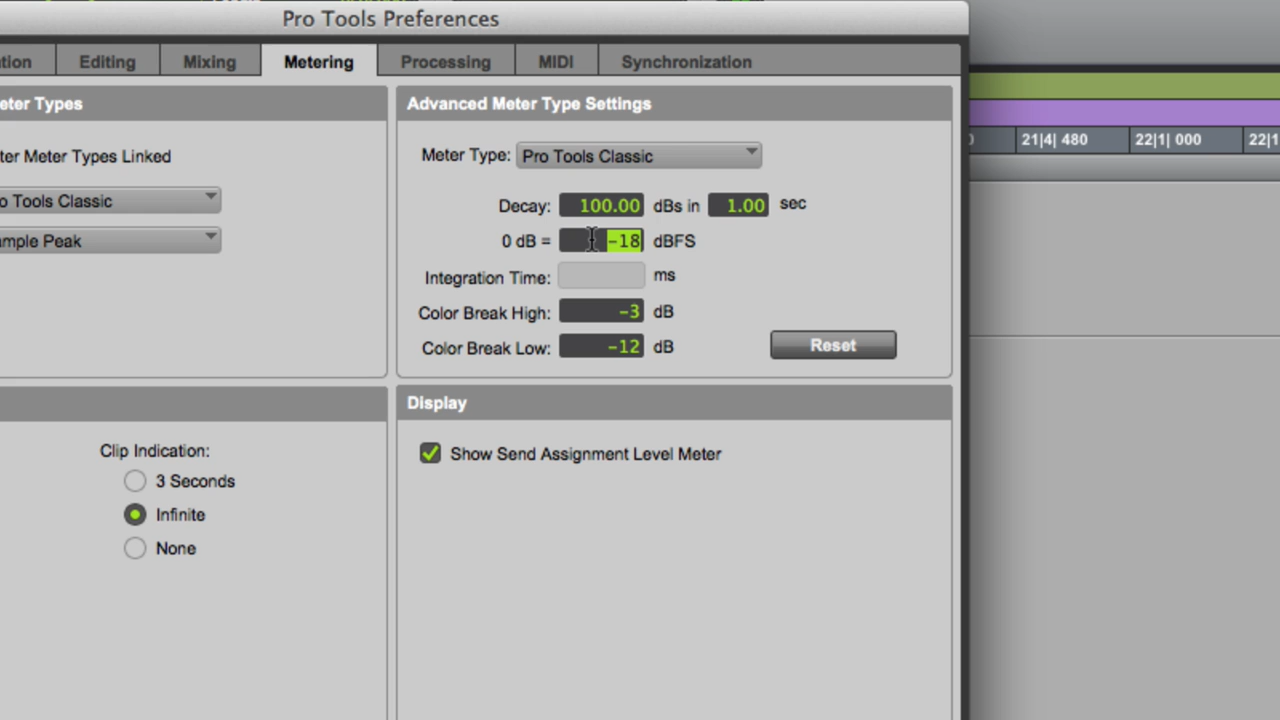 Pro Tools Preferences
tion Editing Mixing Metering Processing MIDI Synchronization
eter Types
ter Meter Types Linked
o Tools Classic
mple Peak
Advanced Meter Type Settings
Meter Type: Pro Tools Classic
Decay: 100.00 dBs in 1.00 sec
0 dB = -18 dBFS
Integration Time: ms
Color Break High: -3 dB
Color Break Low: -12 dB
Reset
Clip Indication:
3 Seconds
Infinite
None
Display
Show Send Assignment Level Meter
0 21|4| 480 22|1| 000 22|1